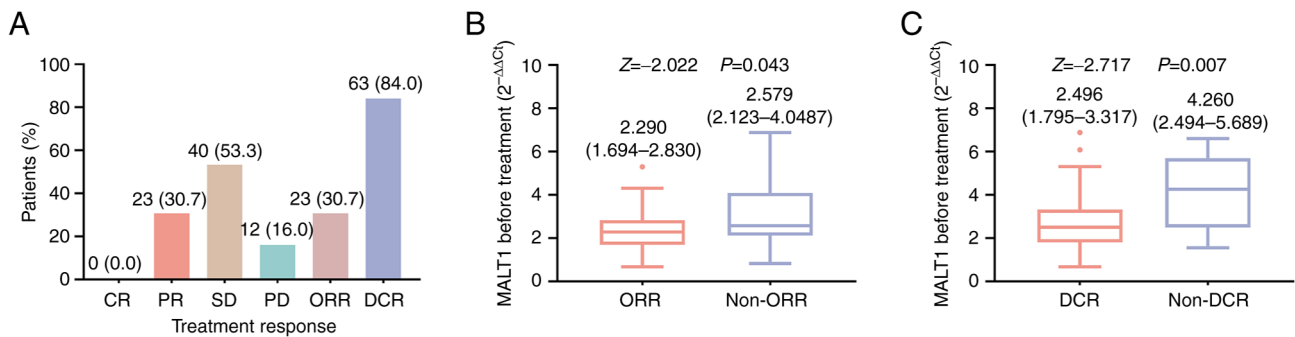 A
Patients (%)
100
80
60
40
20
0
0 (0.0)
23 (30.7)
40 (53.3)
12 (16.0)
23 (30.7)
63 (84.0)
CR PR SD PD ORR DCR
Treatment response
B
MALT1 before treatment (2−ΔΔCt)
10
8
6
4
2
0
Z=−2.022 P=0.043
2.290
(1.694–2.830)
2.579
(2.123–4.0487)
ORR Non-ORR
C
MALT1 before treatment (2−ΔΔCt)
10
8
6
4
2
0
Z=−2.717 P=0.007
2.496
(1.795–3.317)
4.260
(2.494–5.689)
DCR Non-DCR